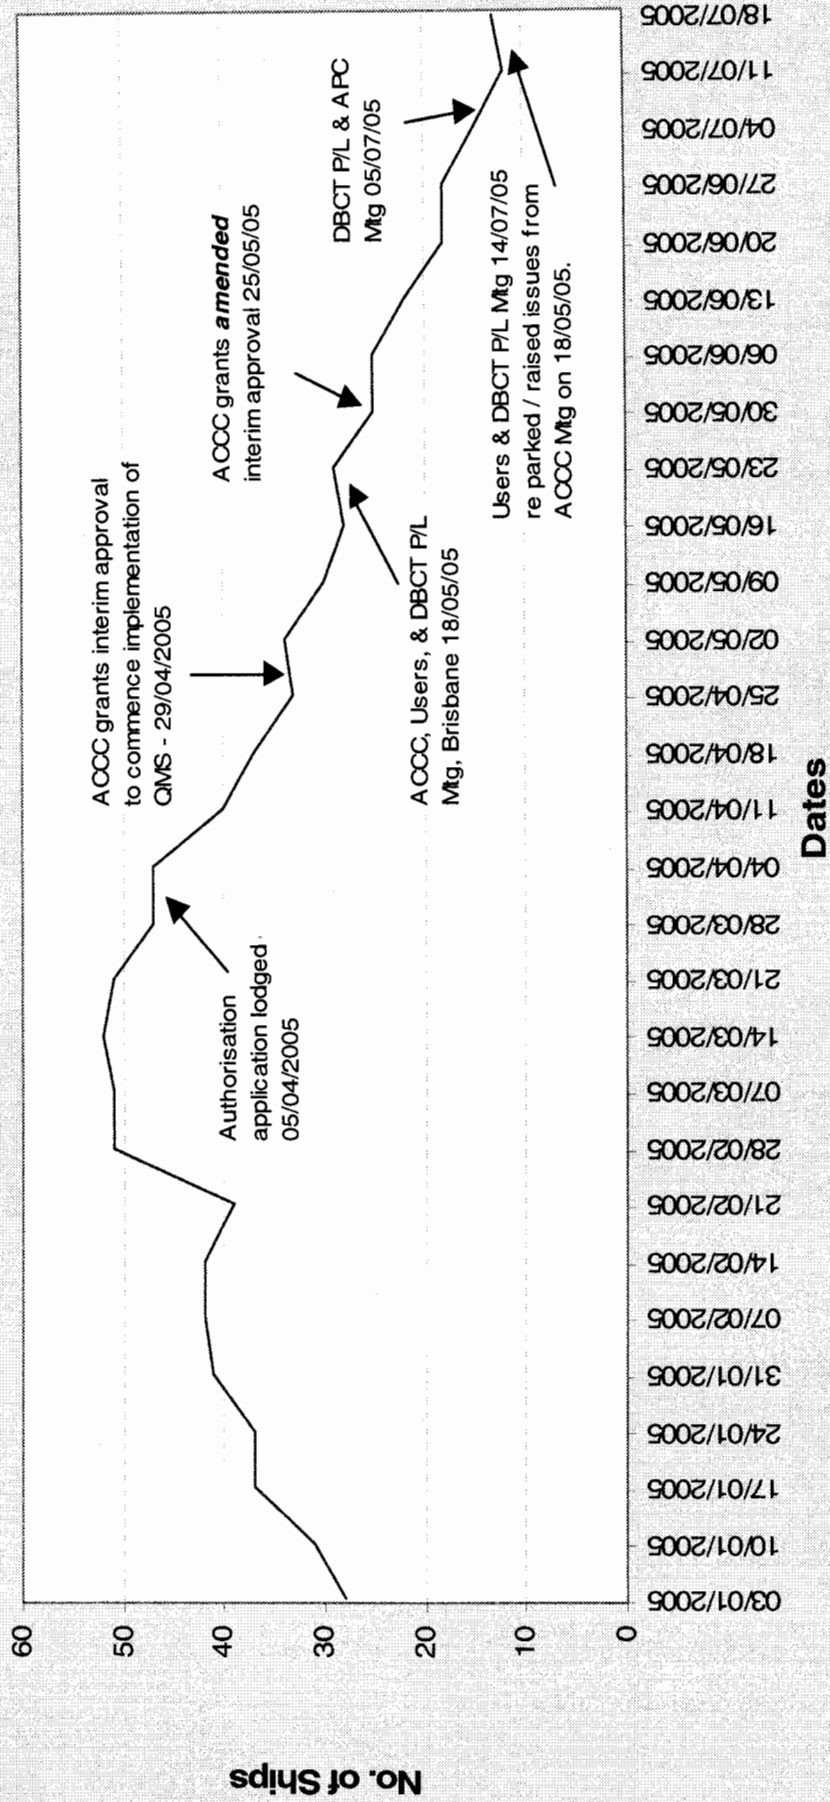 No. of Ships
60
50
40
30
20
10
0
Authorisation
application lodged
05/04/2005
ACCC grants interim approval
to commence implementation of
QMS - 29/04/2005
ACCC, Users, & DBCT P/L
Mtg, Brisbane 18/05/05
ACCC grants amended
interim approval 25/05/05
DBCT P/L & APC
Mtg 05/07/05
Users & DBCT P/L Mtg 14/07/05
re parked / raised issues from
ACCC Mtg on 18/05/05.
03/01/2005
10/01/2005
17/01/2005
24/01/2005
31/01/2005
07/02/2005
14/02/2005
21/02/2005
28/02/2005
07/03/2005
14/03/2005
21/03/2005
28/03/2005
04/04/2005
11/04/2005
18/04/2005
25/04/2005
02/05/2005
09/05/2005
16/05/2005
23/05/2005
30/05/2005
06/06/2005
13/06/2005
20/06/2005
27/06/2005
04/07/2005
11/07/2005
18/07/2005
Dates